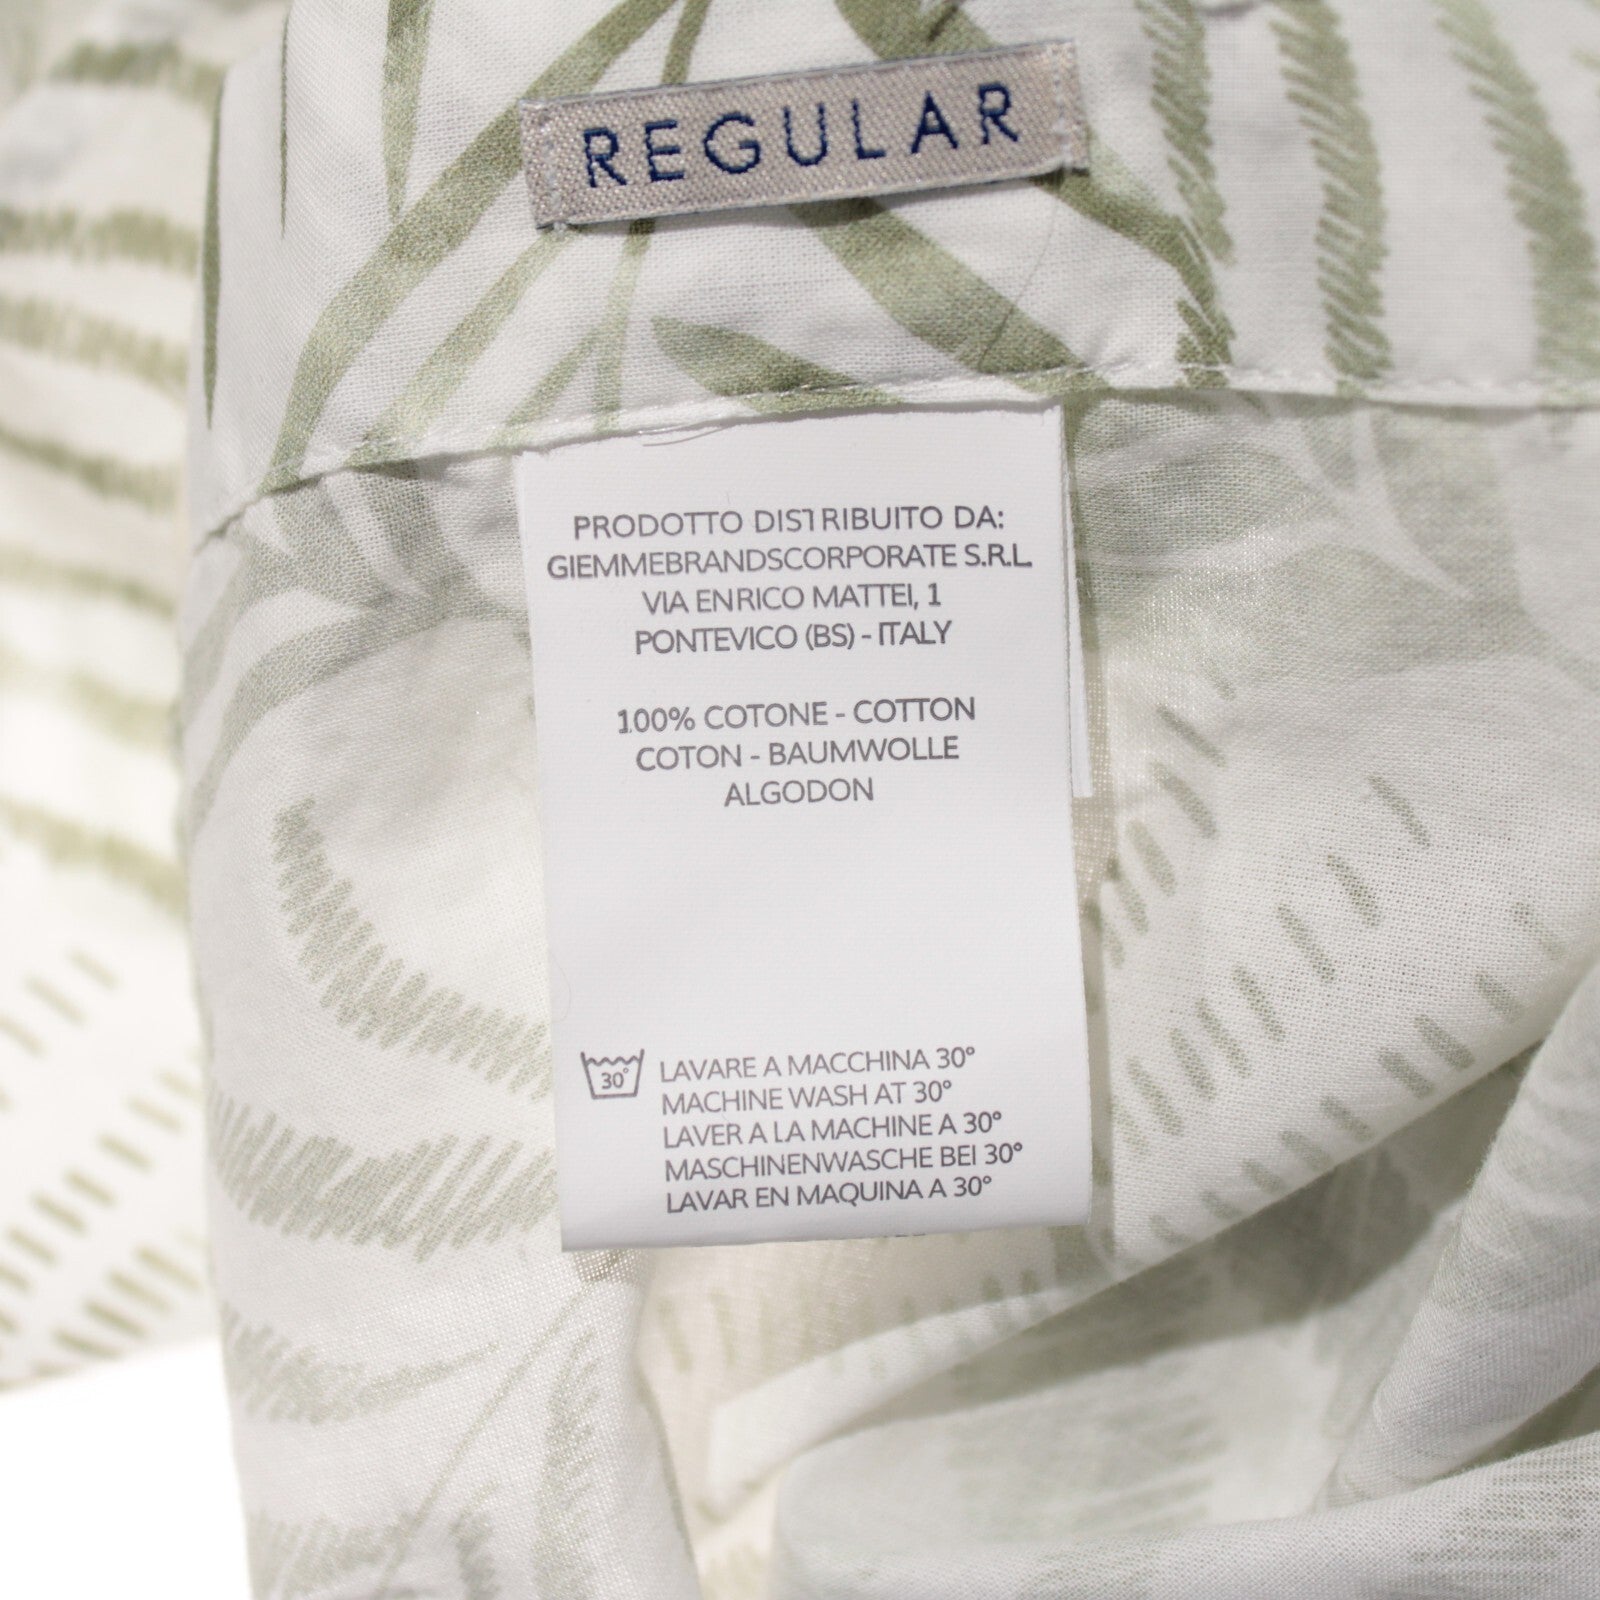 REGULAR
PRODOTTO DISTRIBUITO DA:
GIEMMEBRANDSCORPORATE S.R.L.
VIA ENRICO MATTEI, 1
PONTEVICO (BS) - ITALY
100% COTONE - COTTON
COTON - BAUMWOLLE
ALGODON
30°
LAVARE A MACCHINA 30°
MACHINE WASH AT 30°
LAVER A LA MACHINE A 30°
MASCHINENWASCHE BEI 30°
LAVAR EN MAQUINA A 30°